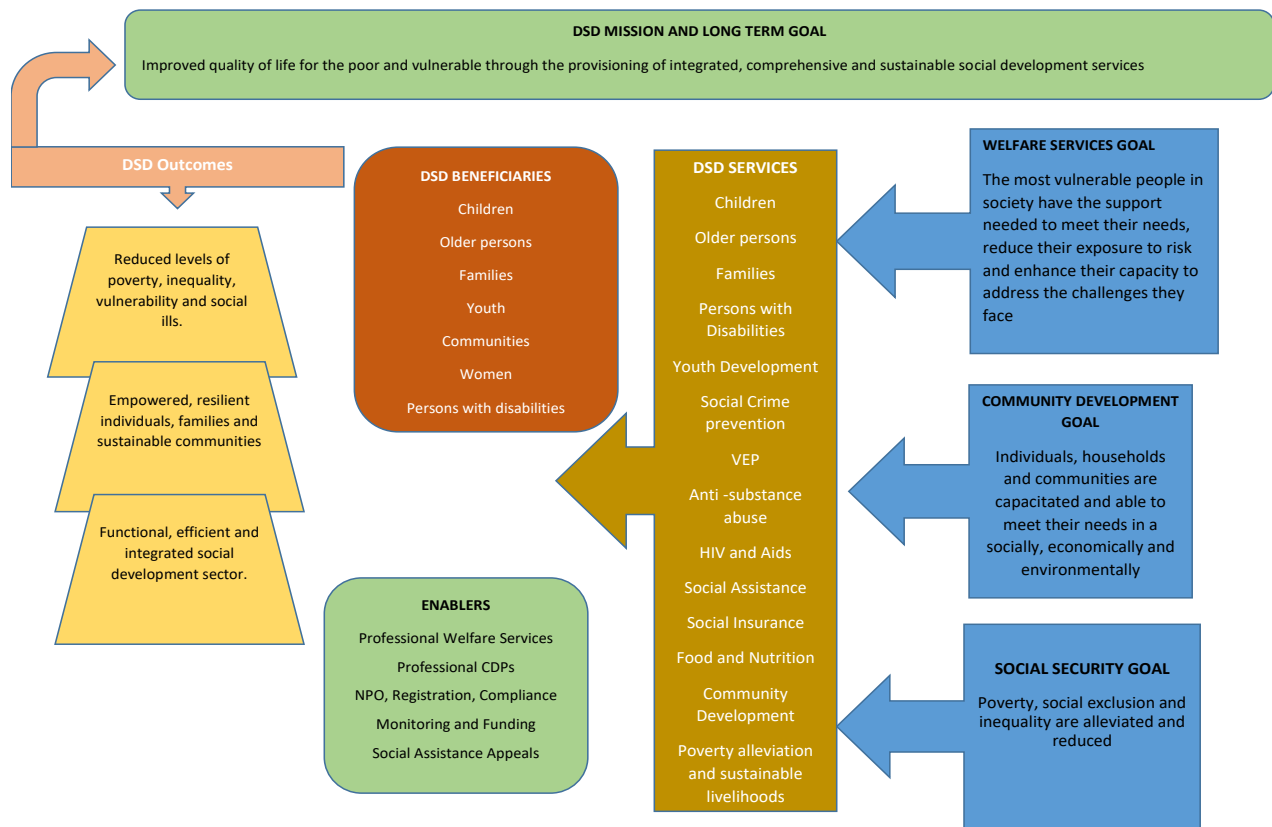 DSD MISSION AND LONG TERM GOAL
Improved quality of life for the poor and vulnerable through the provisioning of integrated, comprehensive and sustainable social development services
DSD Outcomes
Reduced levels of
poverty, inequality,
vulnerability and social
ills.
Empowered, resilient
individuals, families and
sustainable communities
Functional, efficient and
integrated social
development sector.
DSD BENEFICIARIES
Children
Older persons
Families
Youth
Communities
Women
Persons with disabilities
ENABLERS
Professional Welfare Services
Professional CDPs
NPO, Registration, Compliance
Monitoring and Funding
Social Assistance Appeals
DSD SERVICES
Children
Older persons
Families
Persons with
Disabilities
Youth Development
Social Crime
prevention
VEP
Anti -substance
abuse
HIV and Aids
Social Assistance
Social Insurance
Food and Nutrition
Community
Development
Poverty alleviation
and sustainable
livelihoods
WELFARE SERVICES GOAL
The most vulnerable people in
society have the support
needed to meet their needs,
reduce their exposure to risk
and enhance their capacity to
address the challenges they
face
COMMUNITY DEVELOPMENT
GOAL
Individuals, households
and communities are
capacitated and able to
meet their needs in a
socially, economically and
environmentally
SOCIAL SECURITY GOAL
Poverty, social exclusion and
inequality are alleviated and
reduced